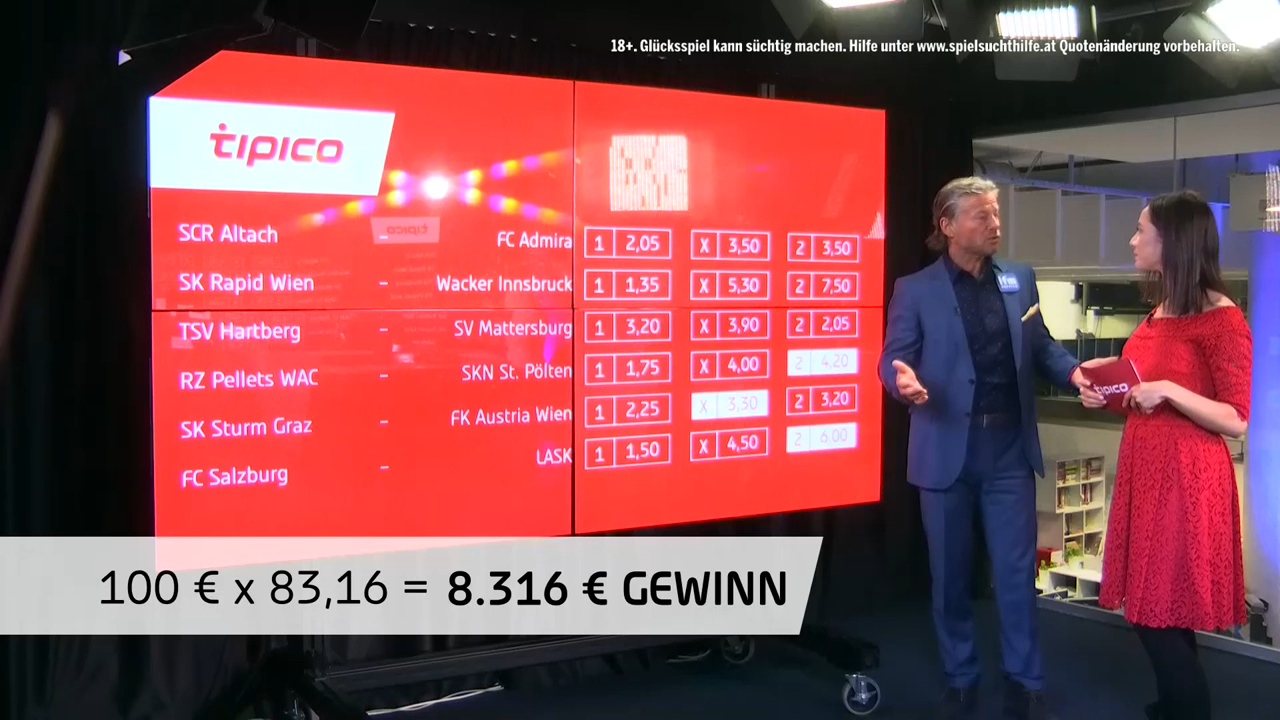 18+. Glücksspiel kann süchtig machen. Hilfe unter www.spielsuchthilfe.at Quotenänderung vorbehalten.
tipico
SCR Altach - FC Admira 1 2,05 X 3,50 2 3,50
SK Rapid Wien - Wacker Innsbruck 1 1,35 X 5,30 2 7,50
TSV Hartberg - SV Mattersburg 1 3,20 X 3,90 2 2,05
RZ Pellets WAC - SKN St. Pölten 1 1,75 X 4,00 2 4,20
SK Sturm Graz - FK Austria Wien 1 2,25 X 3,30 2 3,20
FC Salzburg - LASK 1 1,50 X 4,50 2 6,00
tipico
100 € x 83,16 = 8.316 € GEWINN